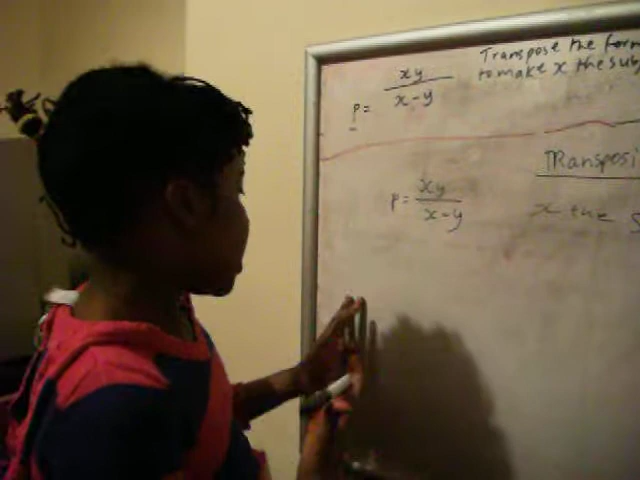 Transpose the form
to make x the sub
P = xy / x-y
TRansposi
P = xy / x-y
x the S